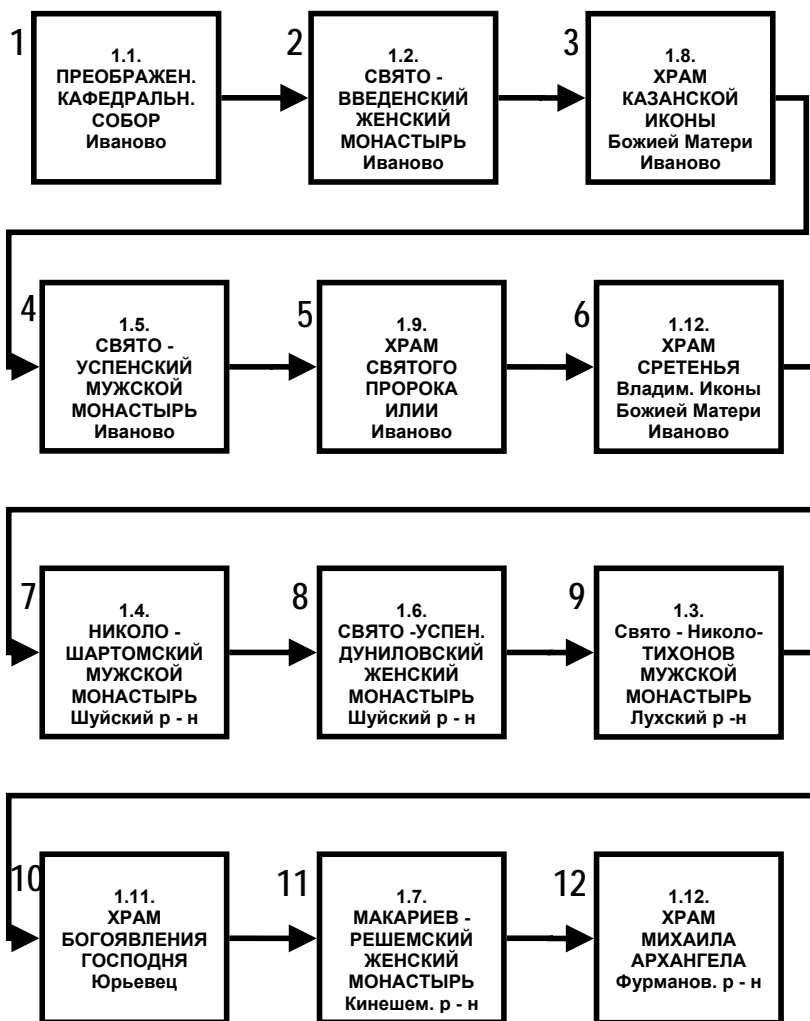 1
1.1.
ПРЕОБРАЖЕН.
КАФЕДРАЛЬН.
СОБОР
Иваново
2
1.2.
СВЯТО -
ВВЕДЕНСКИЙ
ЖЕНСКИЙ
МОНАСТЫРЬ
Иваново
3
1.8.
ХРАМ
КАЗАНСКОЙ
ИКОНЫ
Божией Матери
Иваново
4
1.5.
СВЯТО -
УСПЕНСКИЙ
МУЖСКОЙ
МОНАСТЫРЬ
Иваново
5
1.9.
ХРАМ
СВЯТОГО
ПРОРОКА
ИЛИИ
Иваново
6
1.12.
ХРАМ
СРЕТЕНЬЯ
Владим. Иконы
Божией Матери
Иваново
7
1.4.
НИКОЛО -
ШАРТОМСКИЙ
МУЖСКОЙ
МОНАСТЫРЬ
Шуйский р - н
8
1.6.
СВЯТО -УСПЕН.
ДУНИЛОВСКИЙ
ЖЕНСКИЙ
МОНАСТЫРЬ
Шуйский р - н
9
1.3.
Свято - Николо-
ТИХОНОВ
МУЖСКОЙ
МОНАСТЫРЬ
Лухский р -н
10
1.11.
ХРАМ
БОГОЯВЛЕНИЯ
ГОСПОДНЯ
Юрьевец
11
1.7.
МАКАРИЕВ -
РЕШЕМСКИЙ
ЖЕНСКИЙ
МОНАСТЫРЬ
Кинешем. р - н
12
1.12.
ХРАМ
МИХАИЛА
АРХАНГЕЛА
Фурманов. р - н